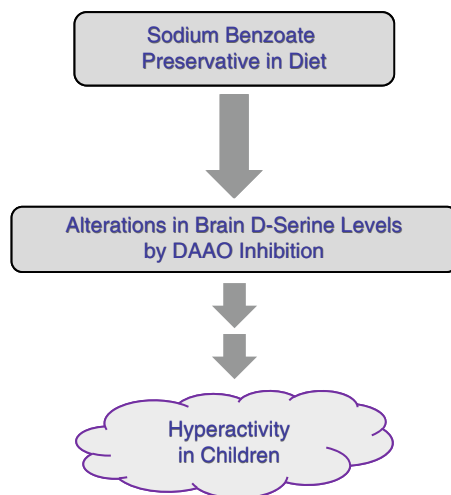 Sodium Benzoate
Preservative in Diet
Alterations in Brain D-Serine Levels
by DAAO Inhibition
Hyperactivity
in Children